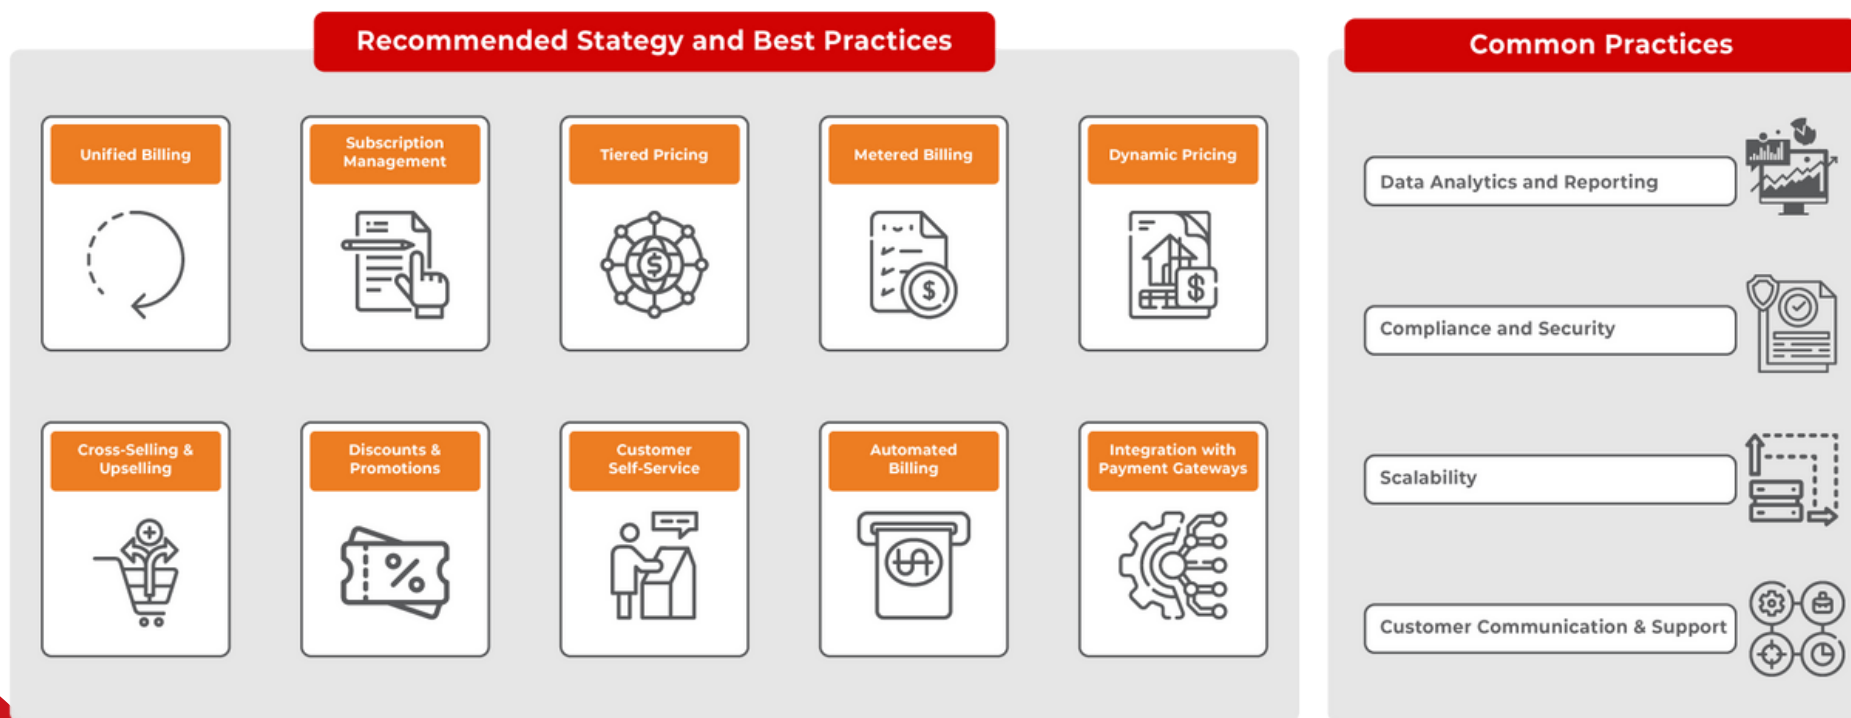 Recommended Stategy and Best Practices
Unified Billing
Subscription
Management
Tiered Pricing
Metered Billing
Dynamic Pricing
$
$
$
Cross-Selling &
Upselling
Discounts &
Promotions
Customer
Self-Service
Automated
Billing
Integration with
Payment Gateways
%
$
Common Practices
Data Analytics and Reporting
Compliance and Security
Scalability
Customer Communication & Support